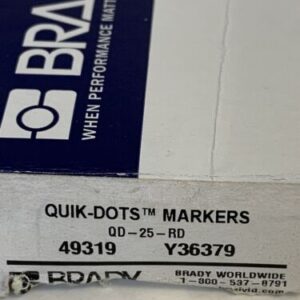 BRA
WHEN PERFORMANCE MATT
QUIK-DOTS™ MARKERS
QD-25-RD
49319 Y36379
BRADY
BRADY WORLDWIDE
1-800-537-8791